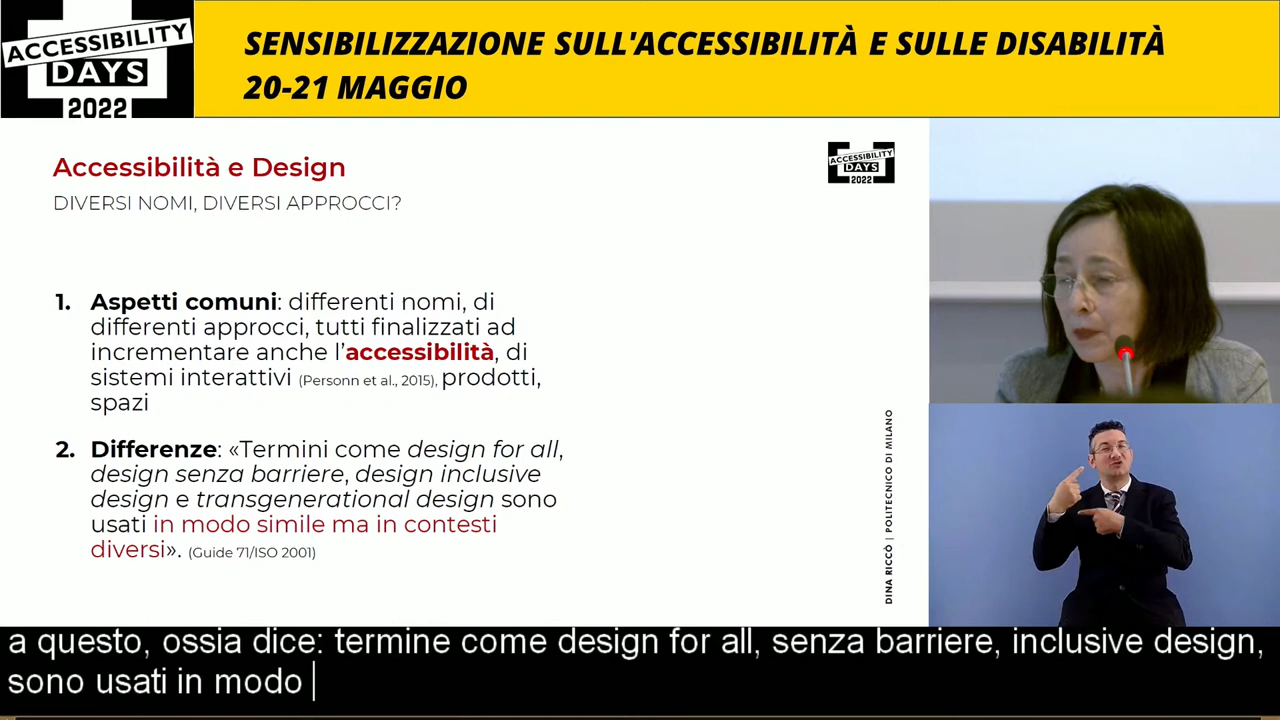 ACCESSIBILITY
DAYS
2022
SENSIBILIZZAZIONE SULL'ACCESSIBILITÀ E SULLE DISABILITÀ
20-21 MAGGIO
Accessibilità e Design
DIVERSI NOMI, DIVERSI APPROCCI?
ACCESSIBILITY
DAYS
2022
1. Aspetti comuni: differenti nomi, di
differenti approcci, tutti finalizzati ad
incrementare anche l'accessibilità, di
sistemi interattivi (Personn et al., 2015), prodotti,
spazi
2. Differenze: «Termini come design for all,
design senza barriere, design inclusive
design e transgenerational design sono
usati in modo simile ma in contesti
diversi». (Guide 71/ISO 2001)
DINA RICCÒ | POLITECNICO DI MILANO
a questo, ossia dice: termine come design for all, senza barriere, inclusive design,
sono usati in modo